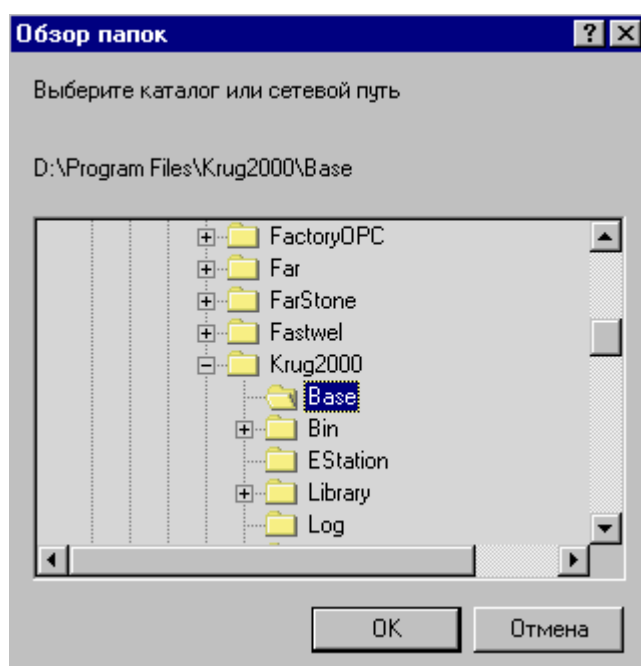 Обзор папок
Выберите каталог или сетевой путь
D:\Program Files\Krug2000\Base
FactoryOPC
Far
FarStone
Fastwel
Krug2000
Base
Bin
EStation
Library
Log
OK
Отмена